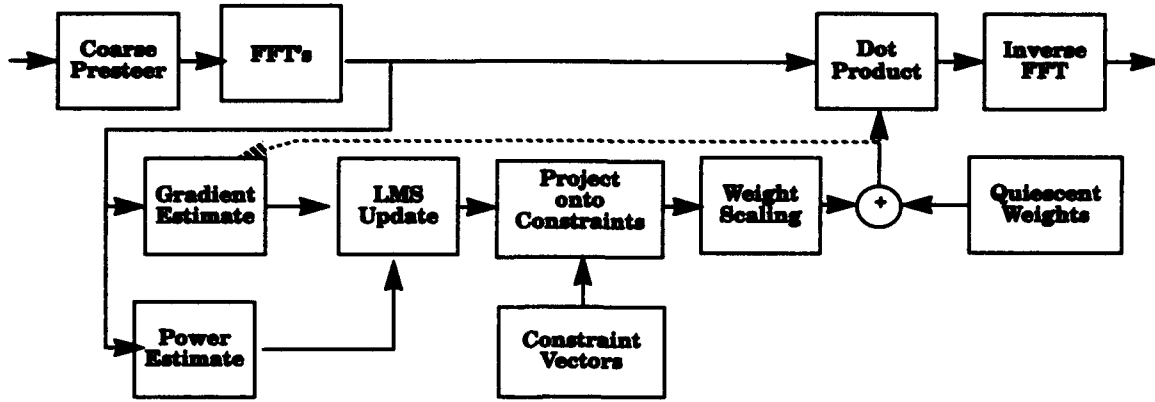 Coarse
Presteer
FFT's
Dot
Product
Inverse
FFT
Gradient
Estimate
LMS
Update
Project
onto
Constraints
Weight
Scaling
+
Quiescent
Weights
Power
Estimate
Constraint
Vectors